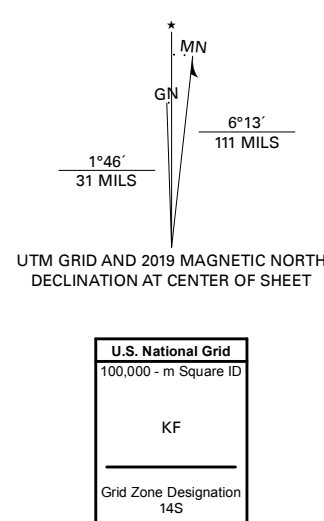 MN
GN
6°13´
111 MILS
1°46´
31 MILS
UTM GRID AND 2019 MAGNETIC NORTH
DECLINATION AT CENTER OF SHEET
U.S. National Grid
100,000 - m Square ID
KF
Grid Zone Designation
14S